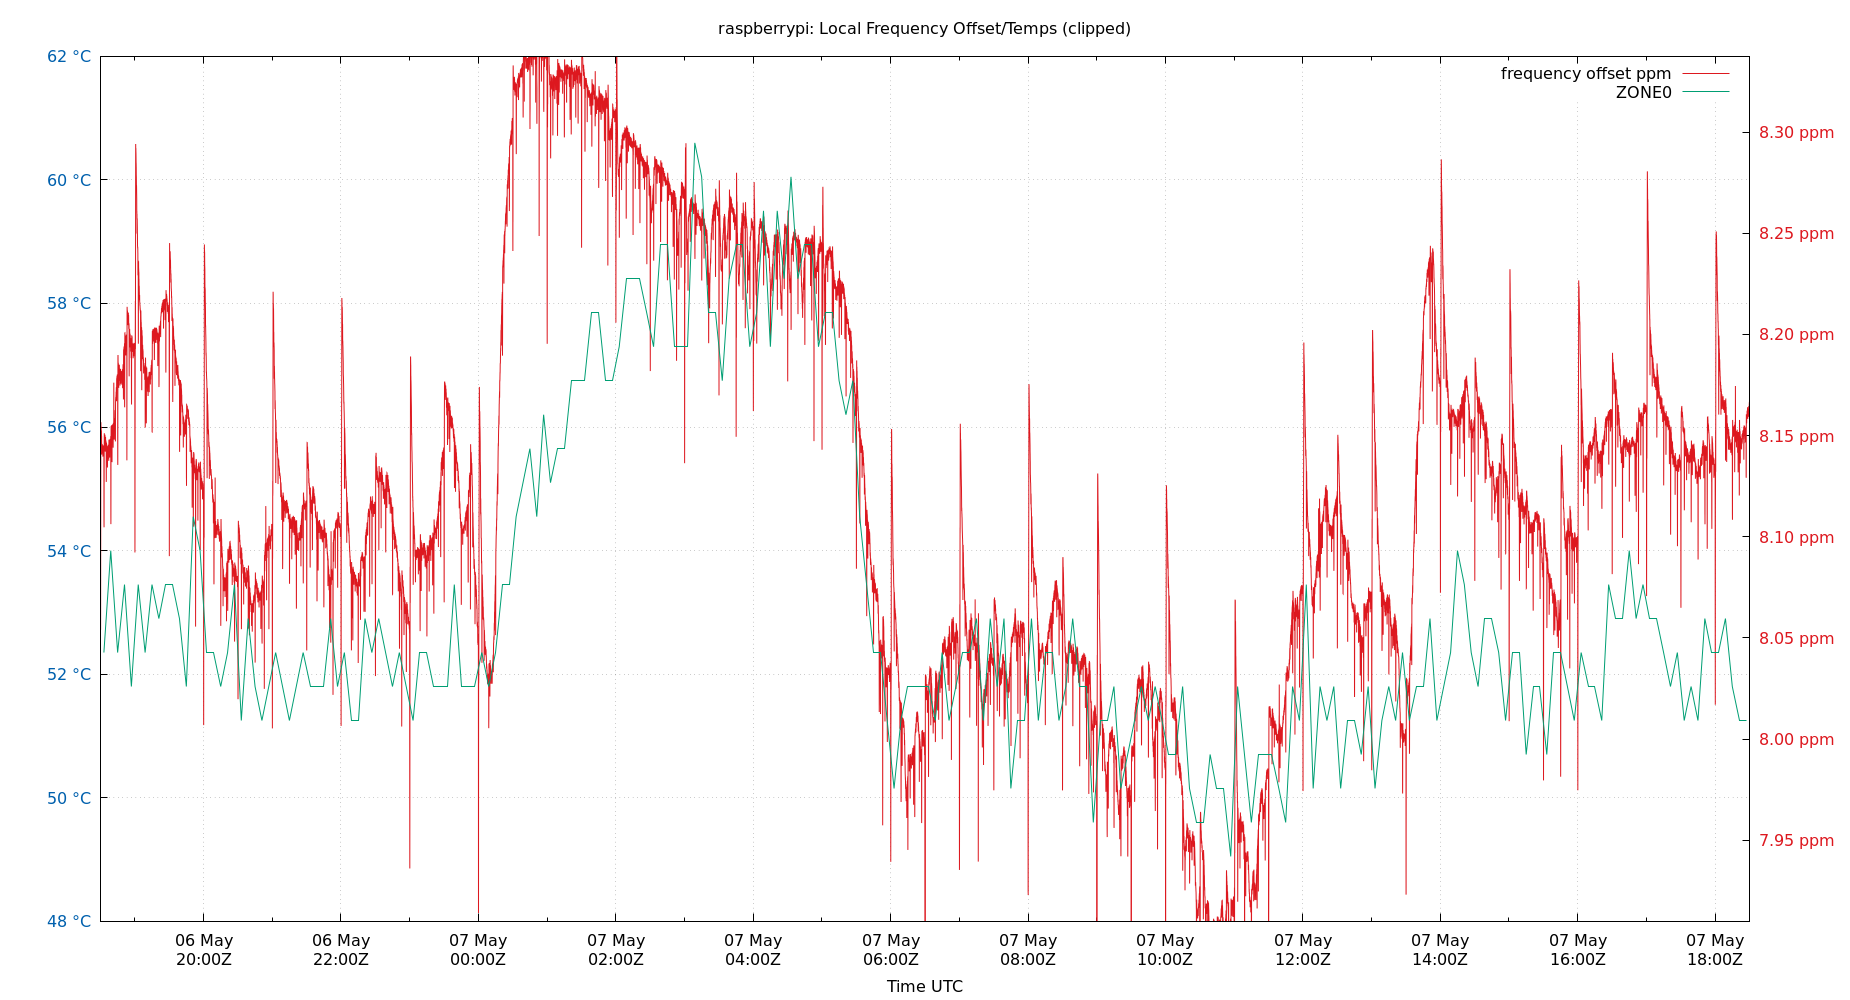 raspberrypi: Local Frequency Offset/Temps (clipped)
62 °C
60 °C
58 °C
56 °C
54 °C
52 °C
50 °C
48 °C
frequency offset ppm
ZONE0
8.30 ppm
8.25 ppm
8.20 ppm
8.15 ppm
8.10 ppm
8.05 ppm
8.00 ppm
7.95 ppm
06 May
20:00Z
06 May
22:00Z
07 May
00:00Z
07 May
02:00Z
07 May
04:00Z
07 May
06:00Z
07 May
08:00Z
07 May
10:00Z
07 May
12:00Z
07 May
14:00Z
07 May
16:00Z
07 May
18:00Z
Time UTC